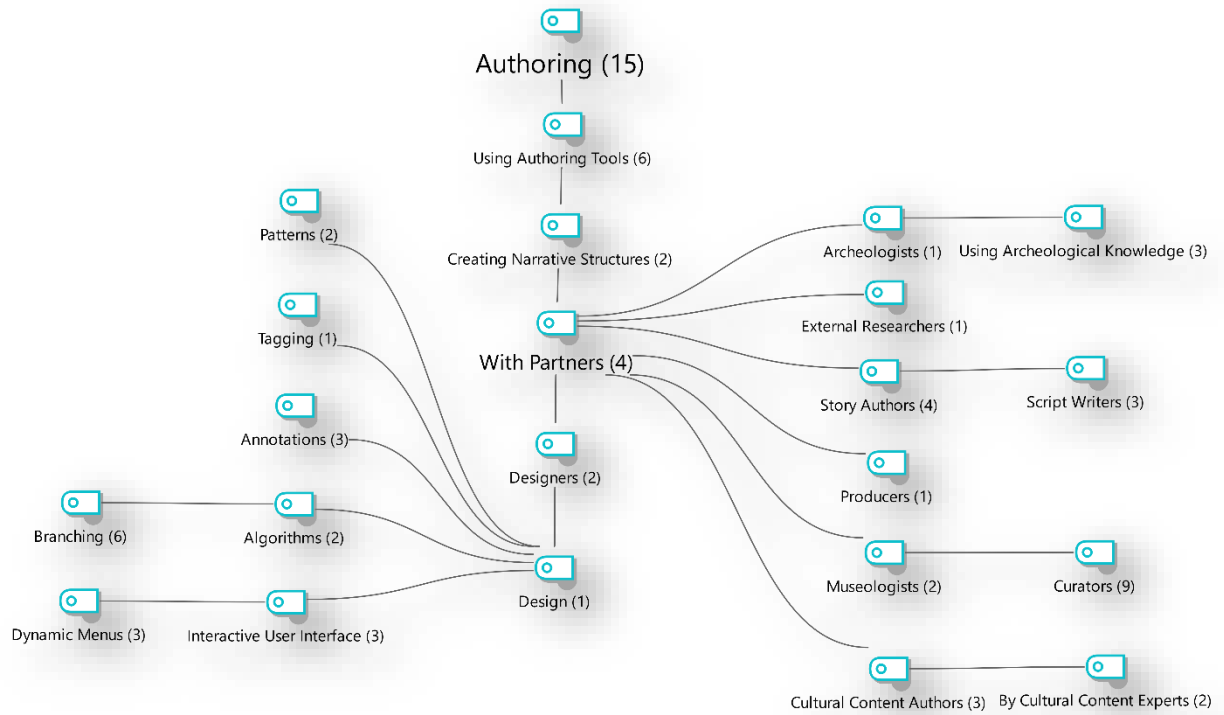 Authoring (15)
Using Authoring Tools (6)
Patterns (2)
Creating Narrative Structures (2)
Archeologists (1)
Using Archeological Knowledge (3)
Tagging (1)
External Researchers (1)
With Partners (4)
Story Authors (4)
Script Writers (3)
Annotations (3)
Designers (2)
Producers (1)
Branching (6)
Algorithms (2)
Design (1)
Museologists (2)
Curators (9)
Dynamic Menus (3)
Interactive User Interface (3)
Cultural Content Authors (3)
By Cultural Content Experts (2)